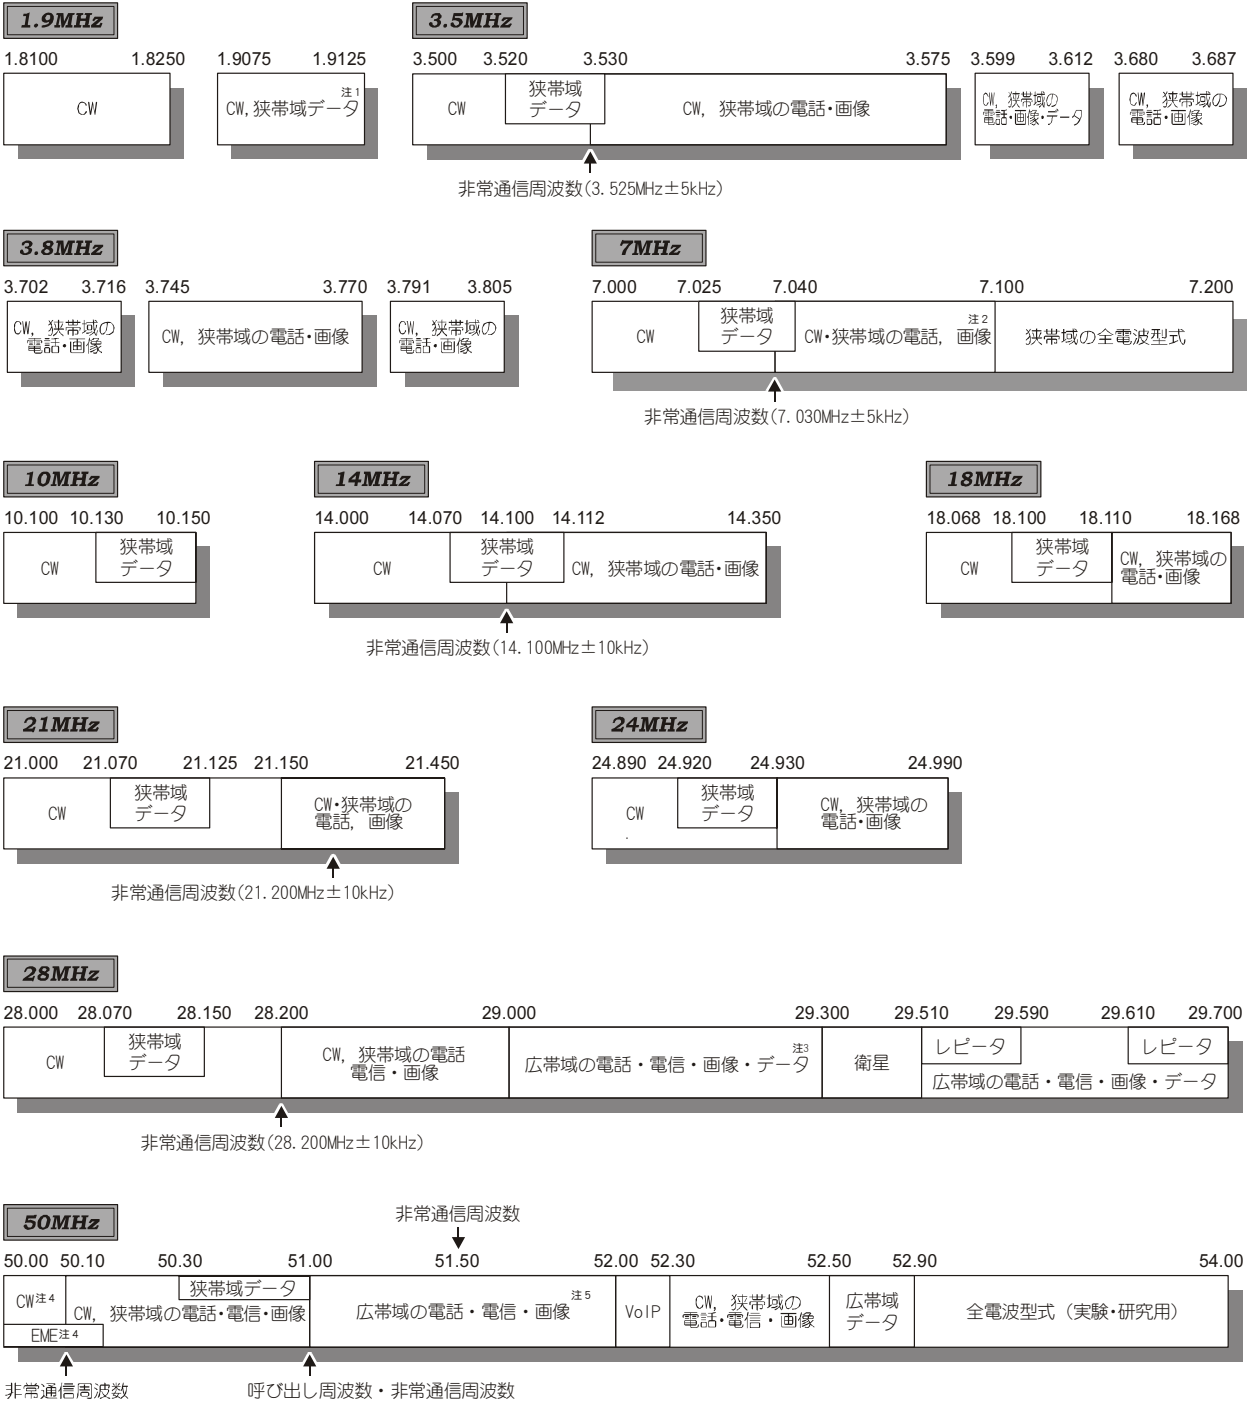 1.9MHz
3.5MHz
1.8100 1.8250 1.9075 1.9125 3.500 3.520 3.530 3.575 3.599 3.612 3.680 3.687
CW
CW,狭帯域データ 注1
CW
狭帯域
データ
CW, 狭帯域の電話・画像
CW, 狭帯域の
電話・画像・データ
CW, 狭帯域の
電話・画像
非常通信周波数(3.525MHz±5kHz)
3.8MHz
7MHz
3.702 3.716 3.745 3.770 3.791 3.805 7.000 7.025 7.040 7.100 7.200
CW, 狭帯域の
電話・画像
CW, 狭帯域の電話・画像
CW, 狭帯域の
電話・画像
CW
狭帯域
データ
CW・狭帯域の電話, 画像 注2
狭帯域の全電波型式
非常通信周波数(7.030MHz±5kHz)
10MHz
14MHz
18MHz
10.100 10.130 10.150 14.000 14.070 14.100 14.112 14.350 18.068 18.100 18.110 18.168
CW
狭帯域
データ
CW
狭帯域
データ
CW, 狭帯域の電話・画像
CW
狭帯域
データ
CW, 狭帯域の
電話・画像
非常通信周波数(14.100MHz±10kHz)
21MHz
24MHz
21.000 21.070 21.125 21.150 21.450 24.890 24.920 24.930 24.990
CW
狭帯域
データ
CW・狭帯域の
電話, 画像
CW
狭帯域
データ
CW, 狭帯域の
電話・画像
非常通信周波数(21.200MHz±10kHz)
28MHz
28.000 28.070 28.150 28.200 29.000 29.300 29.510 29.590 29.610 29.700
CW
狭帯域
データ
CW, 狭帯域の電話
電信・画像
広帯域の電話・電信・画像・データ 注3
衛星
レピータ
レピータ
広帯域の電話・電信・画像・データ
非常通信周波数(28.200MHz±10kHz)
50MHz
非常通信周波数
50.00 50.10 50.30 51.00 51.50 52.00 52.30 52.50 52.90 54.00
CW注4
EME注4
狭帯域データ
CW, 狭帯域の電話・電信・画像
広帯域の電話・電信・画像 注5
VoIP
CW, 狭帯域の
電話・電信・画像
広帯域
データ
全電波型式(実験・研究用)
非常通信周波数
呼び出し周波数・非常通信周波数